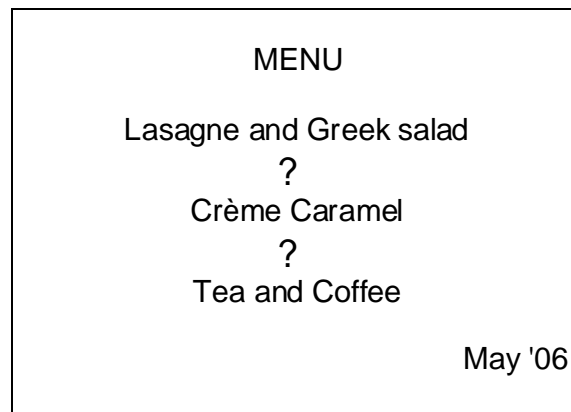 MENU
Lasagne and Greek salad
?
Crème Caramel
?
Tea and Coffee
May '06